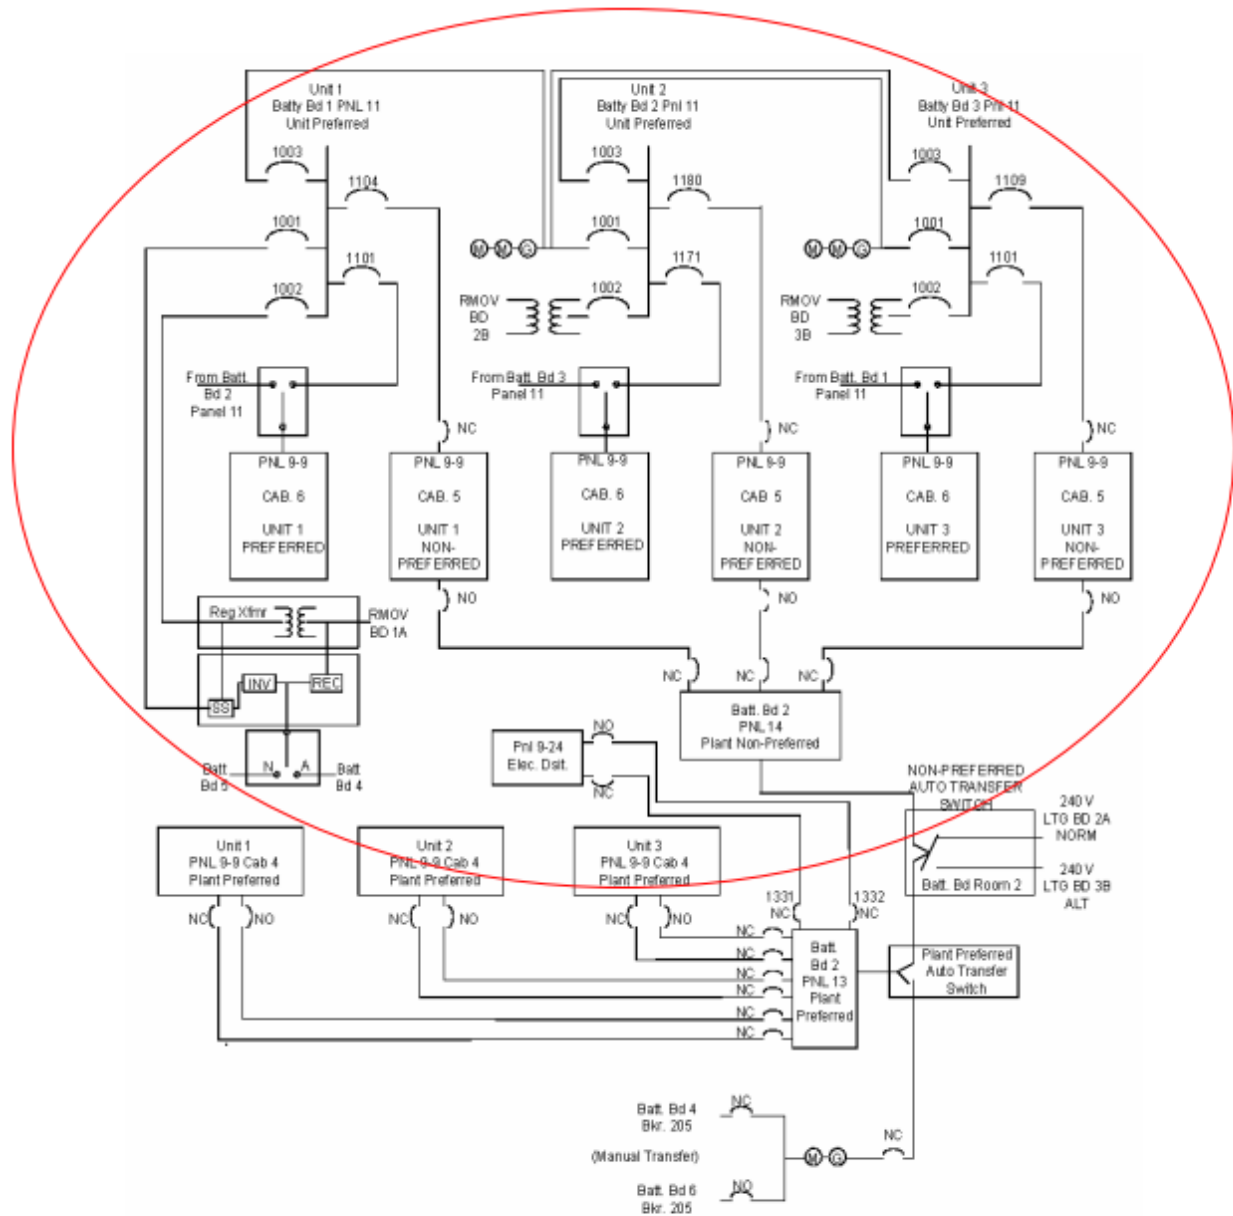 Unit 1
Batty Bd 1 PNL 11
Unit Preferred
Unit 2
Batty Bd 2 Pnl 11
Unit Preferred
Unit 3
Batty Bd 3 Pnl 11
Unit Preferred
1003
1104
1001
1101
1002
1003
1180
1001
1171
1002
1003
1109
1001
1101
1002
M M G
M M G
RMOV
BD
2B
RMOV
BD
3B
From Batt.
Bd 2
Panel 11
From Batt. Bd 3
Panel 11
From Batt. Bd 1
Panel 11
NC
NC
NC
PNL 9-9
CAB. 6
UNIT 1
PREFERRED
PNL 9-9
CAB. 5
UNIT 1
NON-
PREFERRED
PNL 9-9
CAB. 6
UNIT 2
PREFERRED
PNL 9-9
CAB 5
UNIT 2
NON-
PREFERRED
PNL 9-9
CAB. 6
UNIT 3
PREFERRED
PNL 9-9
CAB. 5
UNIT 3
NON-
PREFERRED
NO
NO
NO
Reg Xfmr
RMOV
BD 1A
SS
INV
REC
N
A
Batt
Bd 5
Batt
Bd 4
NC
NC
NC
Batt. Bd 2
PNL 14
Plant Non-Preferred
Pnl 9-24
Elec. Dsit.
NO
NC
NON-PREFERRED
AUTO TRANSFER
SWITCH
240 V
LTG BD 2A
NORM
240 V
LTG BD 3B
ALT
Batt. Bd Room 2
Unit 1
PNL 9-9 Cab 4
Plant Preferred
Unit 2
PNL 9-9 Cab 4
Plant Preferred
Unit 3
PNL 9-9 Cab 4
Plant Preferred
NC
NO
NC
NO
NC
NO
1331
NC
1332
NC
NC
NC
NC
NC
NC
NC
Batt.
Bd 2
PNL 13
Plant
Preferred
Plant Preferred
Auto Transfer
Switch
Batt. Bd 4
Bkr. 205
NC
(Manual Transfer)
M G
NC
Batt. Bd 6
Bkr. 205
NO